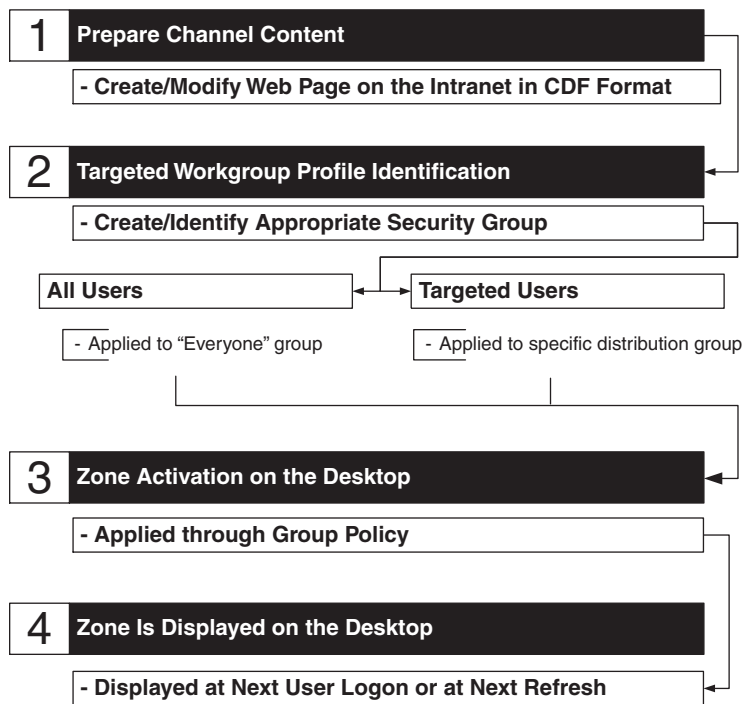 1 Prepare Channel Content
- Create/Modify Web Page on the Intranet in CDF Format
2 Targeted Workgroup Profile Identification
- Create/Identify Appropriate Security Group
All Users
Targeted Users
- Applied to “Everyone” group
- Applied to specific distribution group
3 Zone Activation on the Desktop
- Applied through Group Policy
4 Zone Is Displayed on the Desktop
- Displayed at Next User Logon or at Next Refresh